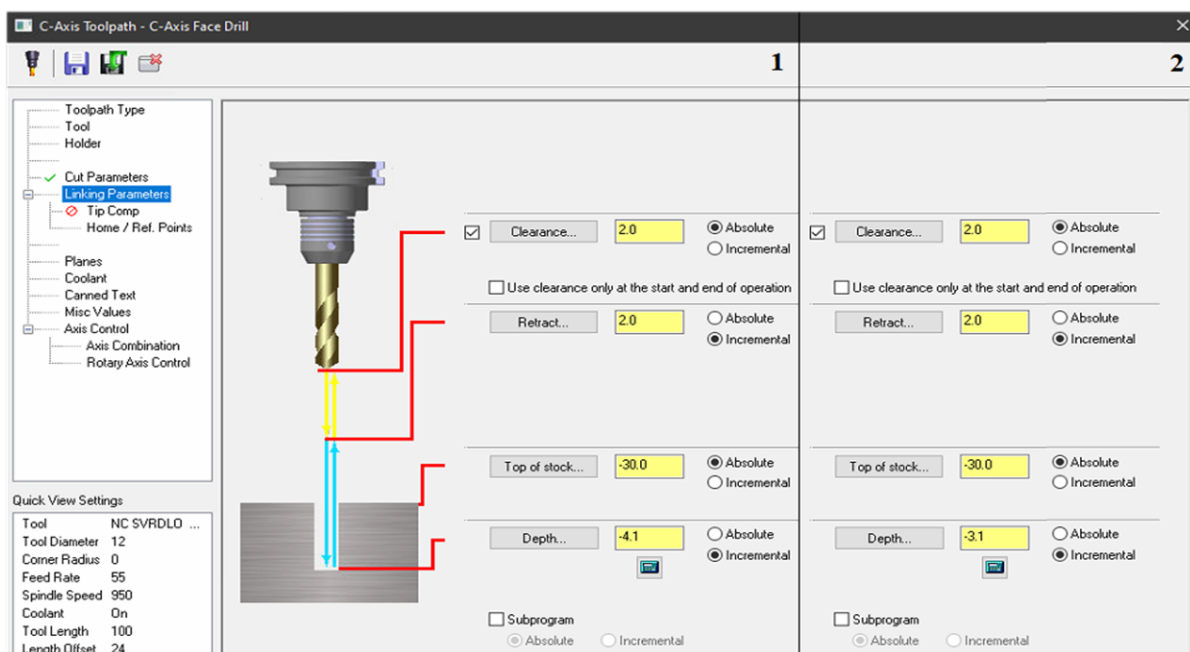 C-Axis Toolpath - C-Axis Face Drill
1
2
Toolpath Type
Tool
Holder
Cut Parameters
Linking Parameters
Tip Comp
Home / Ref. Points
Planes
Coolant
Canned Text
Misc Values
Axis Control
Axis Combination
Rotary Axis Control
Quick View Settings
Tool NC SVRDLO ...
Tool Diameter 12
Corner Radius 0
Feed Rate 55
Spindle Speed 950
Coolant On
Tool Length 100
Length Offset 24
Clearance... 2.0 Absolute
Incremental
Use clearance only at the start and end of operation
Retract... 2.0 Absolute
Incremental
Top of stock... -30.0 Absolute
Incremental
Depth... -4.1 Absolute
Incremental
Subprogram
Absolute Incremental
Clearance... 2.0 Absolute
Incremental
Use clearance only at the start and end of operation
Retract... 2.0 Absolute
Incremental
Top of stock... -30.0 Absolute
Incremental
Depth... -3.1 Absolute
Incremental
Subprogram
Absolute Incremental